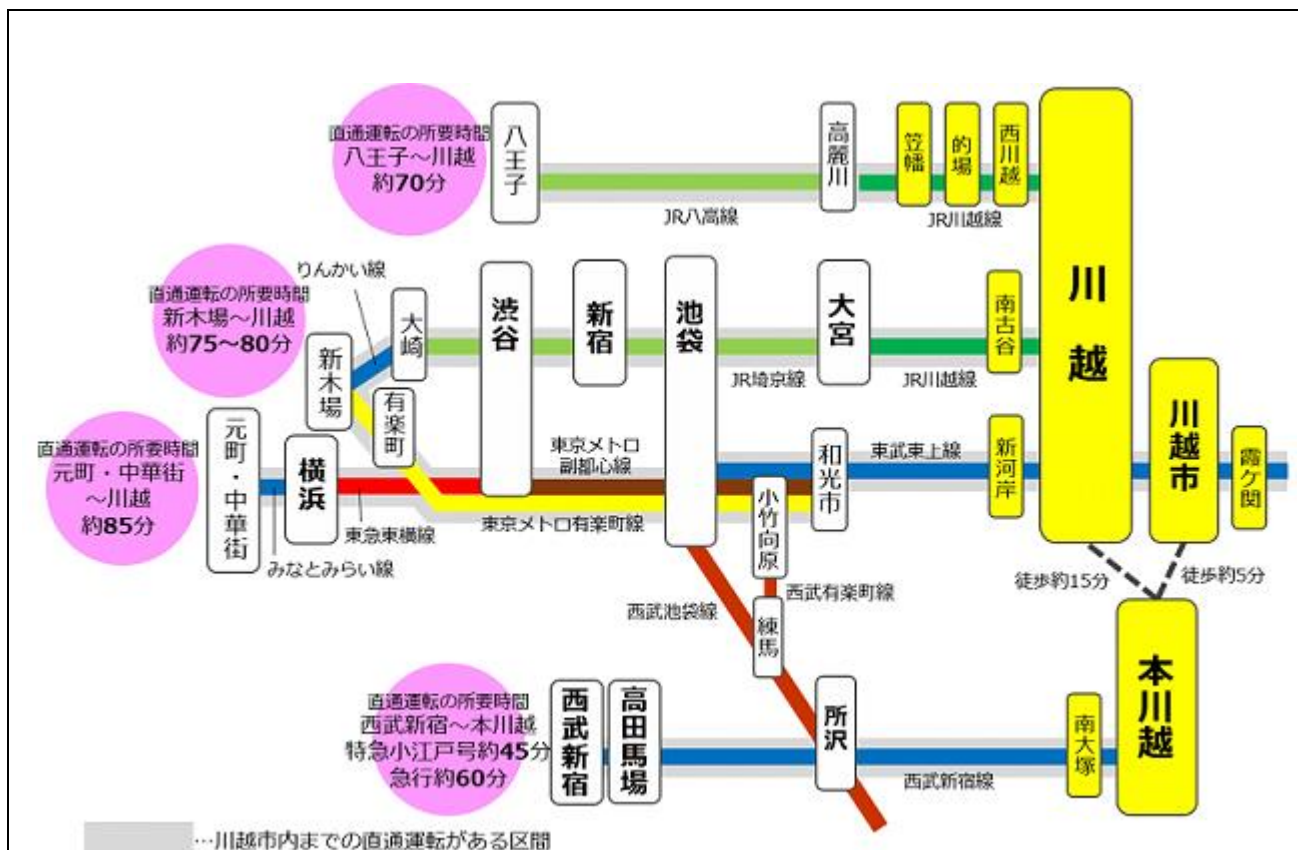 直通運転の所要時間
八王子～川越
約70分
八王子
高麗川
笠幡
的場
西川越
JR八高線
JR川越線
川越
りんかい線
直通運転の所要時間
新木場～川越
約75～80分
新木場
大崎
渋谷
新宿
池袋
大宮
南古谷
JR埼京線
JR川越線
有楽町
直通運転の所要時間
元町・中華街
～川越
約85分
元町・中華街
横浜
東京メトロ
副都心線
和光市
東武東上線
新河岸
川越市
霞ケ関
東急東横線
みなとみらい線
東京メトロ有楽町線
小竹向原
西武有楽町線
西武池袋線
練馬
徒歩約15分
徒歩約5分
直通運転の所要時間
西武新宿～本川越
特急小江戸号約45分
急行約60分
西武新宿
高田馬場
所沢
西武新宿線
南大塚
本川越
…川越市内までの直通運転がある区間